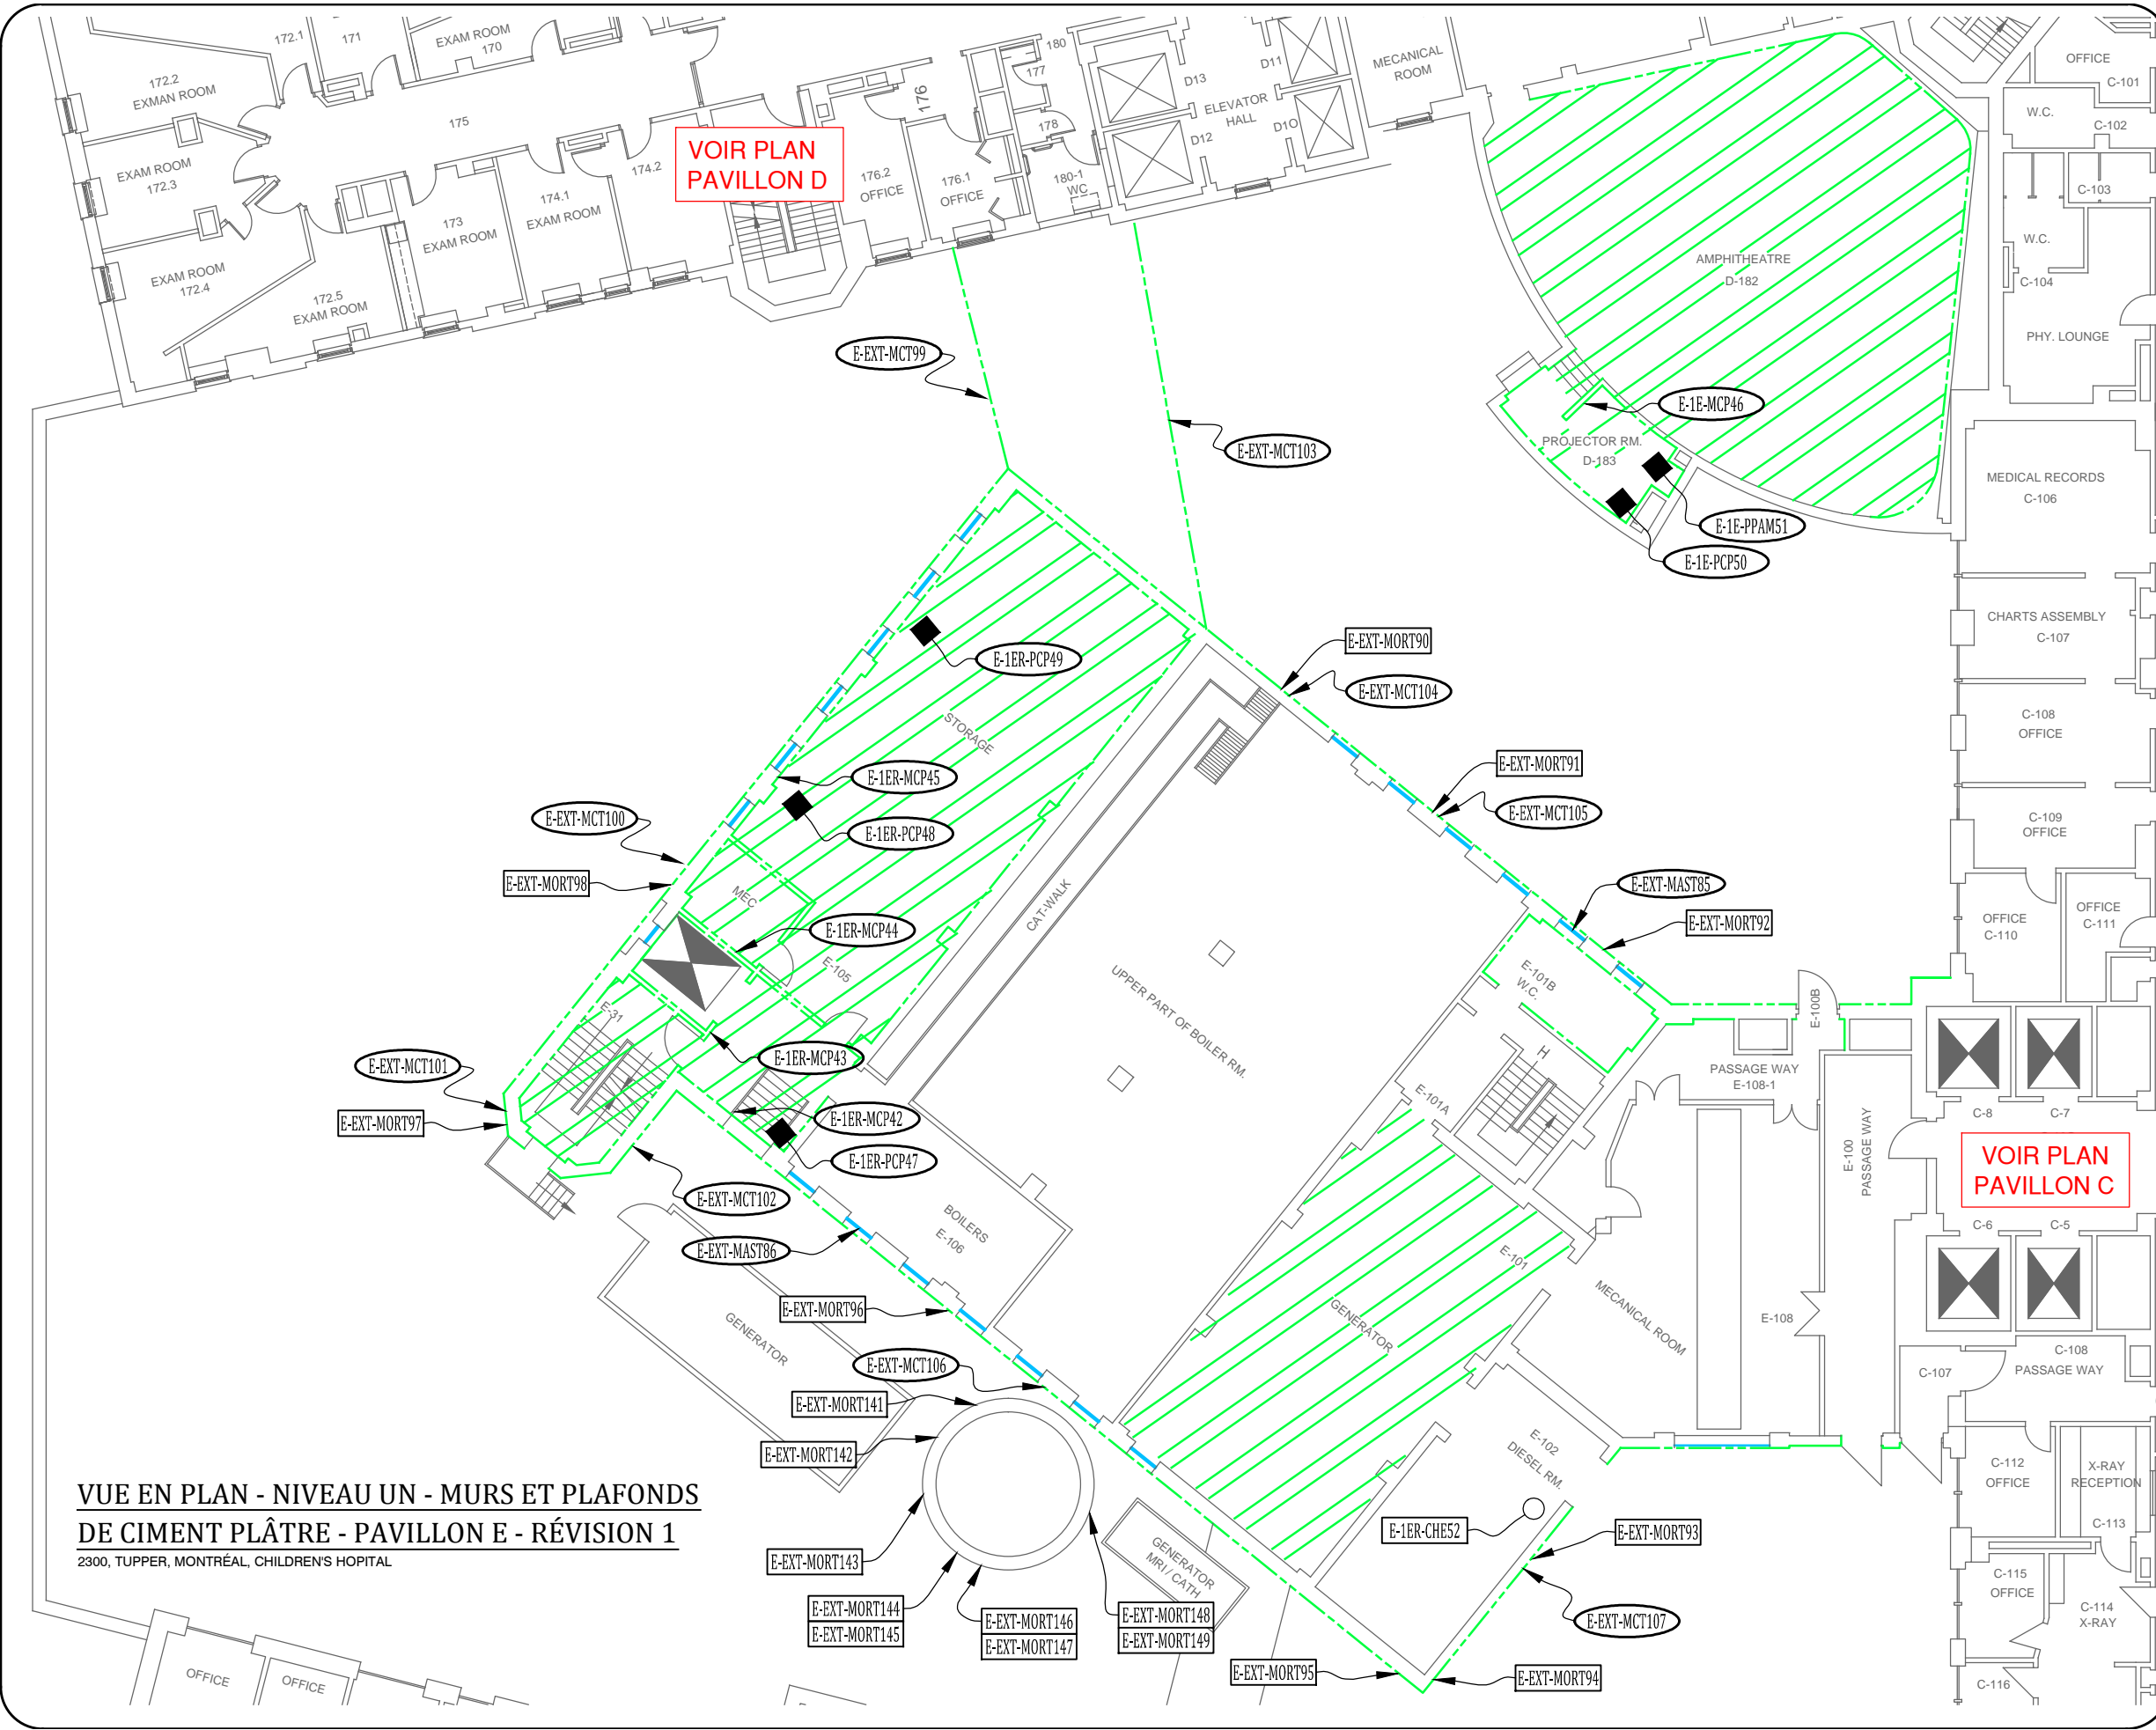 172.1
171
EXAM ROOM
170
172.2
EXMAN ROOM
175
EXAM ROOM
172.3
EXAM ROOM
172.4
172.5
EXAM ROOM
173
EXAM ROOM
174.1
EXAM ROOM
174.2
VOIR PLAN
PAVILLON D
176
176.2
OFFICE
176.1
OFFICE
180
177
178
180-1
WC
D13
D11
ELEVATOR
HALL
D12
D1O
MECANICAL
ROOM
AMPHITHEATRE
D-182
PROJECTOR RM.
D-183
OFFICE
C-101
W.C.
C-102
C-103
W.C.
C-104
PHY. LOUNGE
MEDICAL RECORDS
C-106
CHARTS ASSEMBLY
C-107
C-108
OFFICE
C-109
OFFICE
OFFICE
C-110
OFFICE
C-111
E-EXT-MCT99
E-EXT-MCT103
E-1E-MCP46
E-1E-PPAM51
E-1E-PCP50
E-1ER-PCP49
E-EXT-MORT90
E-EXT-MCT104
STORAGE
E-1ER-MCP45
E-1ER-PCP48
E-EXT-MCT100
E-EXT-MORT98
E-EXT-MORT91
E-EXT-MCT105
E-EXT-MAST85
E-EXT-MORT92
MEC
E-1ER-MCP44
E-105
CAT-WALK
UPPER PART OF BOILER RM.
E-101B
W.C.
E-31
E-1ER-MCP43
E-EXT-MCT101
E-EXT-MORT97
E-1ER-MCP42
E-1ER-PCP47
E-EXT-MCT102
E-EXT-MAST86
E-101A
H
E-100B
PASSAGE WAY
E-108-1
E-100
PASSAGE WAY
C-8
C-7
VOIR PLAN
PAVILLON C
C-6
C-5
BOILERS
E-106
E-EXT-MORT96
GENERATOR
E-EXT-MCT106
E-EXT-MORT141
E-EXT-MORT142
E-EXT-MORT143
E-EXT-MORT144
E-EXT-MORT145
E-EXT-MORT146
E-EXT-MORT147
E-EXT-MORT148
E-EXT-MORT149
GENERATOR
MRI / CATH
E-101
GENERATOR
MECANICAL ROOM
E-108
C-108
PASSAGE WAY
C-107
E-102
DIESEL RM.
E-1ER-CHE52
E-EXT-MORT93
E-EXT-MCT107
E-EXT-MORT95
E-EXT-MORT94
C-112
OFFICE
X-RAY
RECEPTION
C-113
C-115
OFFICE
C-114
X-RAY
C-116
VUE EN PLAN - NIVEAU UN - MURS ET PLAFONDS
DE CIMENT PLÂTRE - PAVILLON E - RÉVISION 1
2300, TUPPER, MONTRÉAL, CHILDREN'S HOPITAL
OFFICE
OFFICE